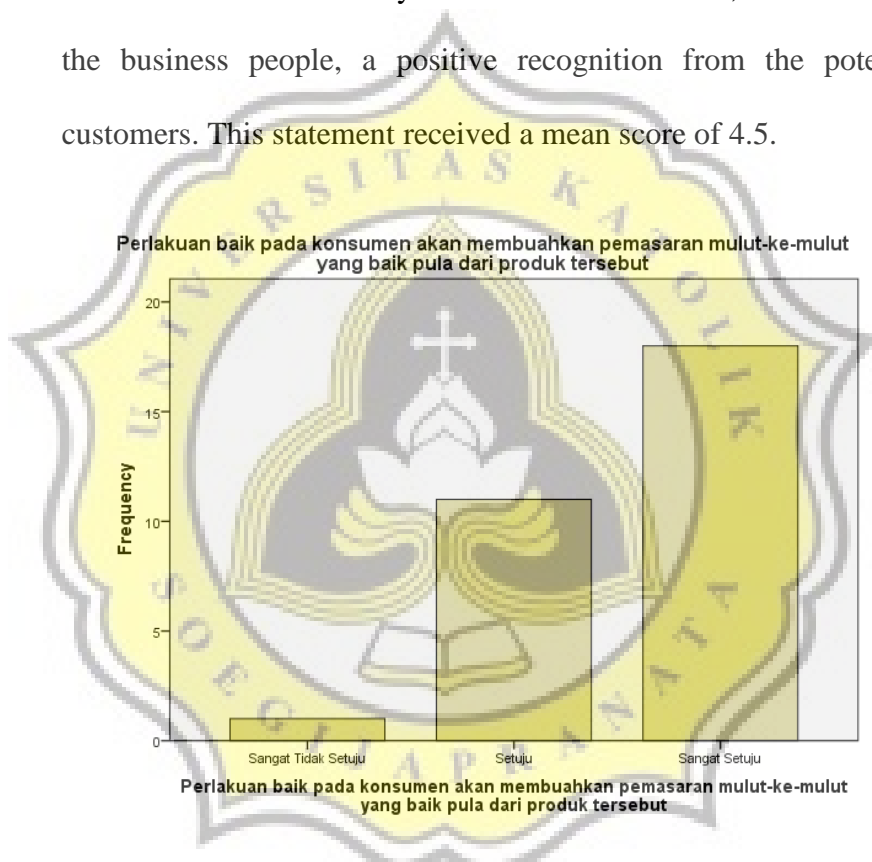 the business people, a positive recognition from the
customers. This statement received a mean score of 4.5.
UNIVERSITAS KATOLIK
Perlakuan baik pada konsumen akan membuahkan pemasaran mulut-ke-mulut
yang baik pula dari produk tersebut
20
15
10
5
0
Frequency
Sangat Tidak Setuju
Setuju
Sangat Setuju
Perlakuan baik pada konsumen akan membuahkan pemasaran mulut-ke-mulut
yang baik pula dari produk tersebut
SOEGIJAPRANATA